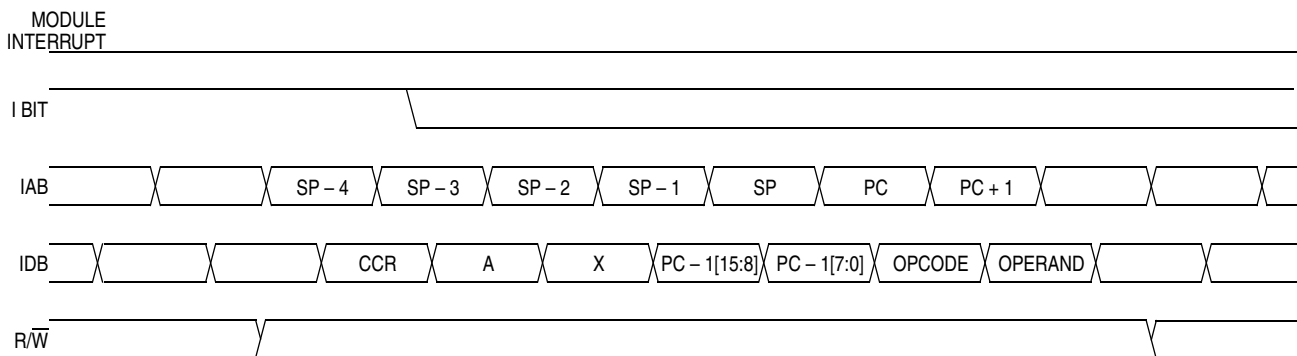 MODULE
INTERRUPT
I BIT
IAB SP – 4 SP – 3 SP – 2 SP – 1 SP PC PC + 1
IDB CCR A X PC – 1[15:8] PC – 1[7:0] OPCODE OPERAND
R/W̅